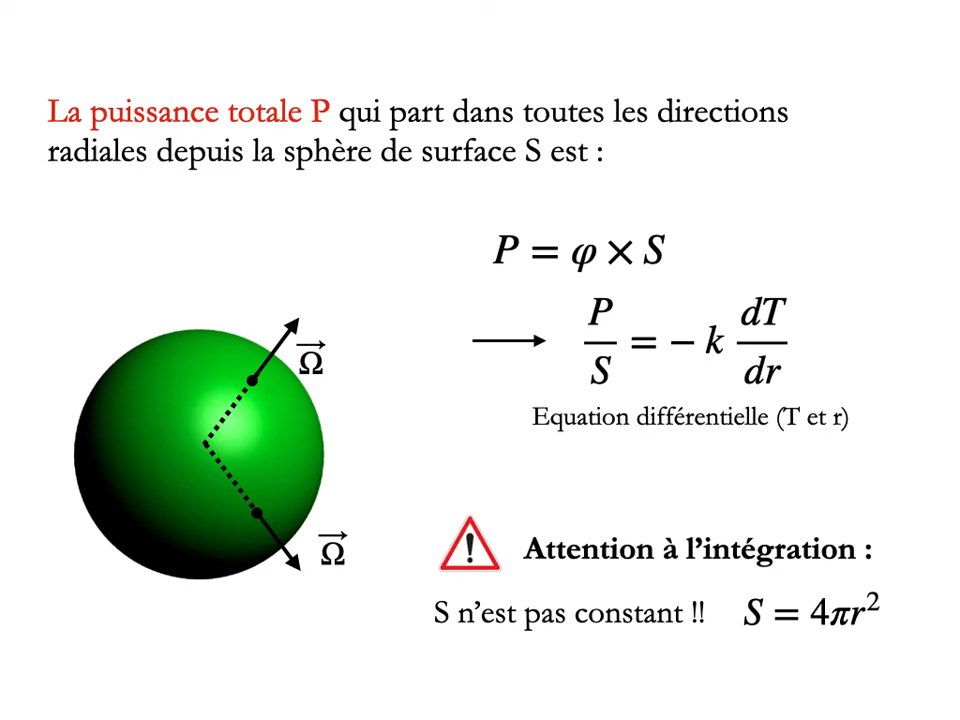 La puissance totale P qui part dans toutes les directions
radiales depuis la sphère de surface S est :
P = φ × S
P/S = − k dT/dr
Equation différentielle (T et r)
Ω⃗
Ω⃗
! Attention à l’intégration :
S n’est pas constant !! S = 4πr²